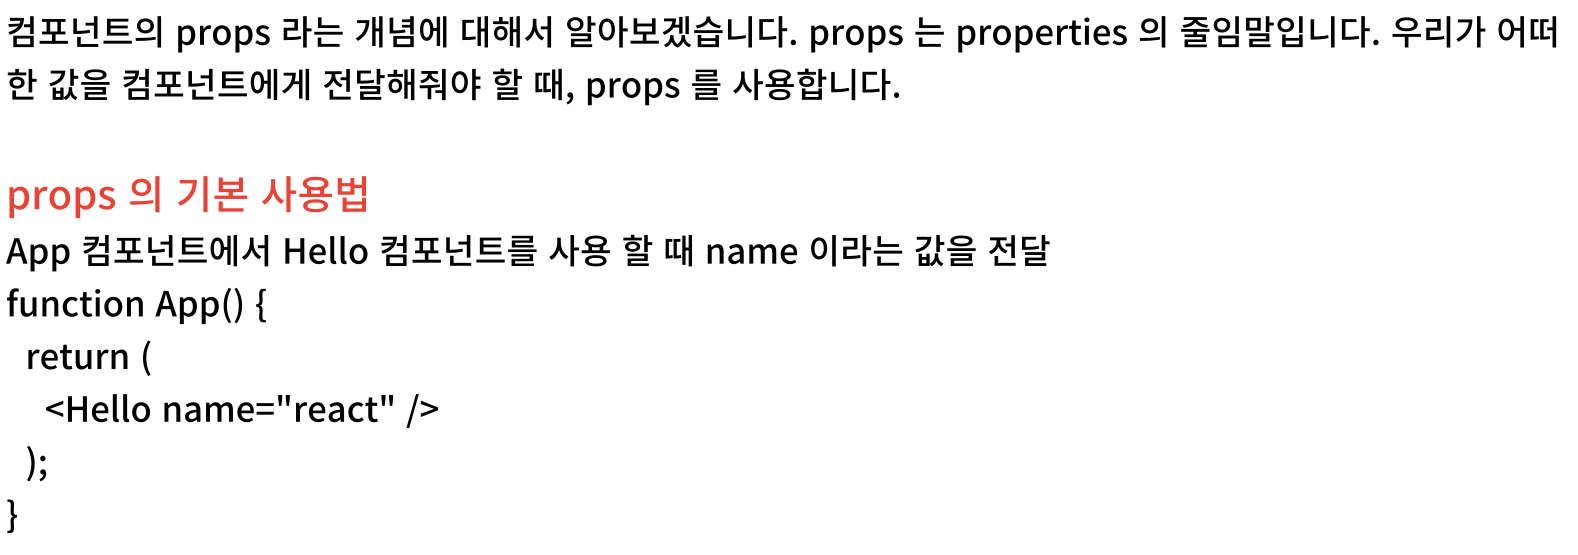 컴포넌트의 props 라는 개념에 대해서 알아보겠습니다. props 는 properties 의 줄임말입니다. 우리가 어떠
한 값을 컴포넌트에게 전달해줘야 할 때, props 를 사용합니다.
props 의 기본 사용법
App 컴포넌트에서 Hello 컴포넌트를 사용 할 때 name 이라는 값을 전달
function App() {
  return (
    <Hello name="react" />
  );
}